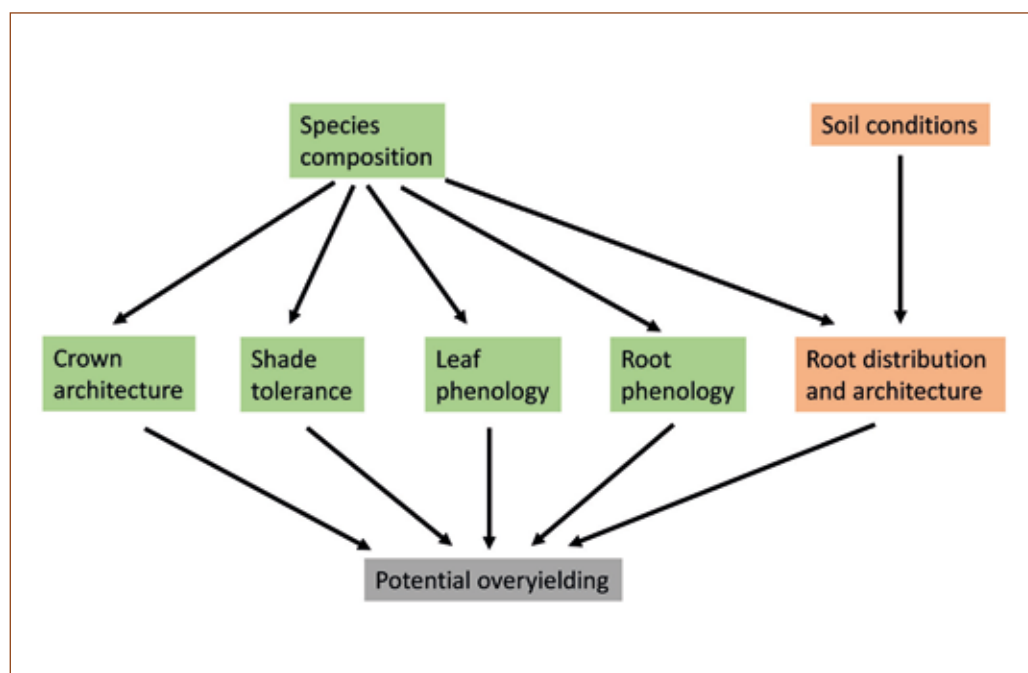 Species
composition
Soil conditions
Crown
architecture
Shade
tolerance
Leaf
phenology
Root
phenology
Root distribution
and architecture
Potential overyielding